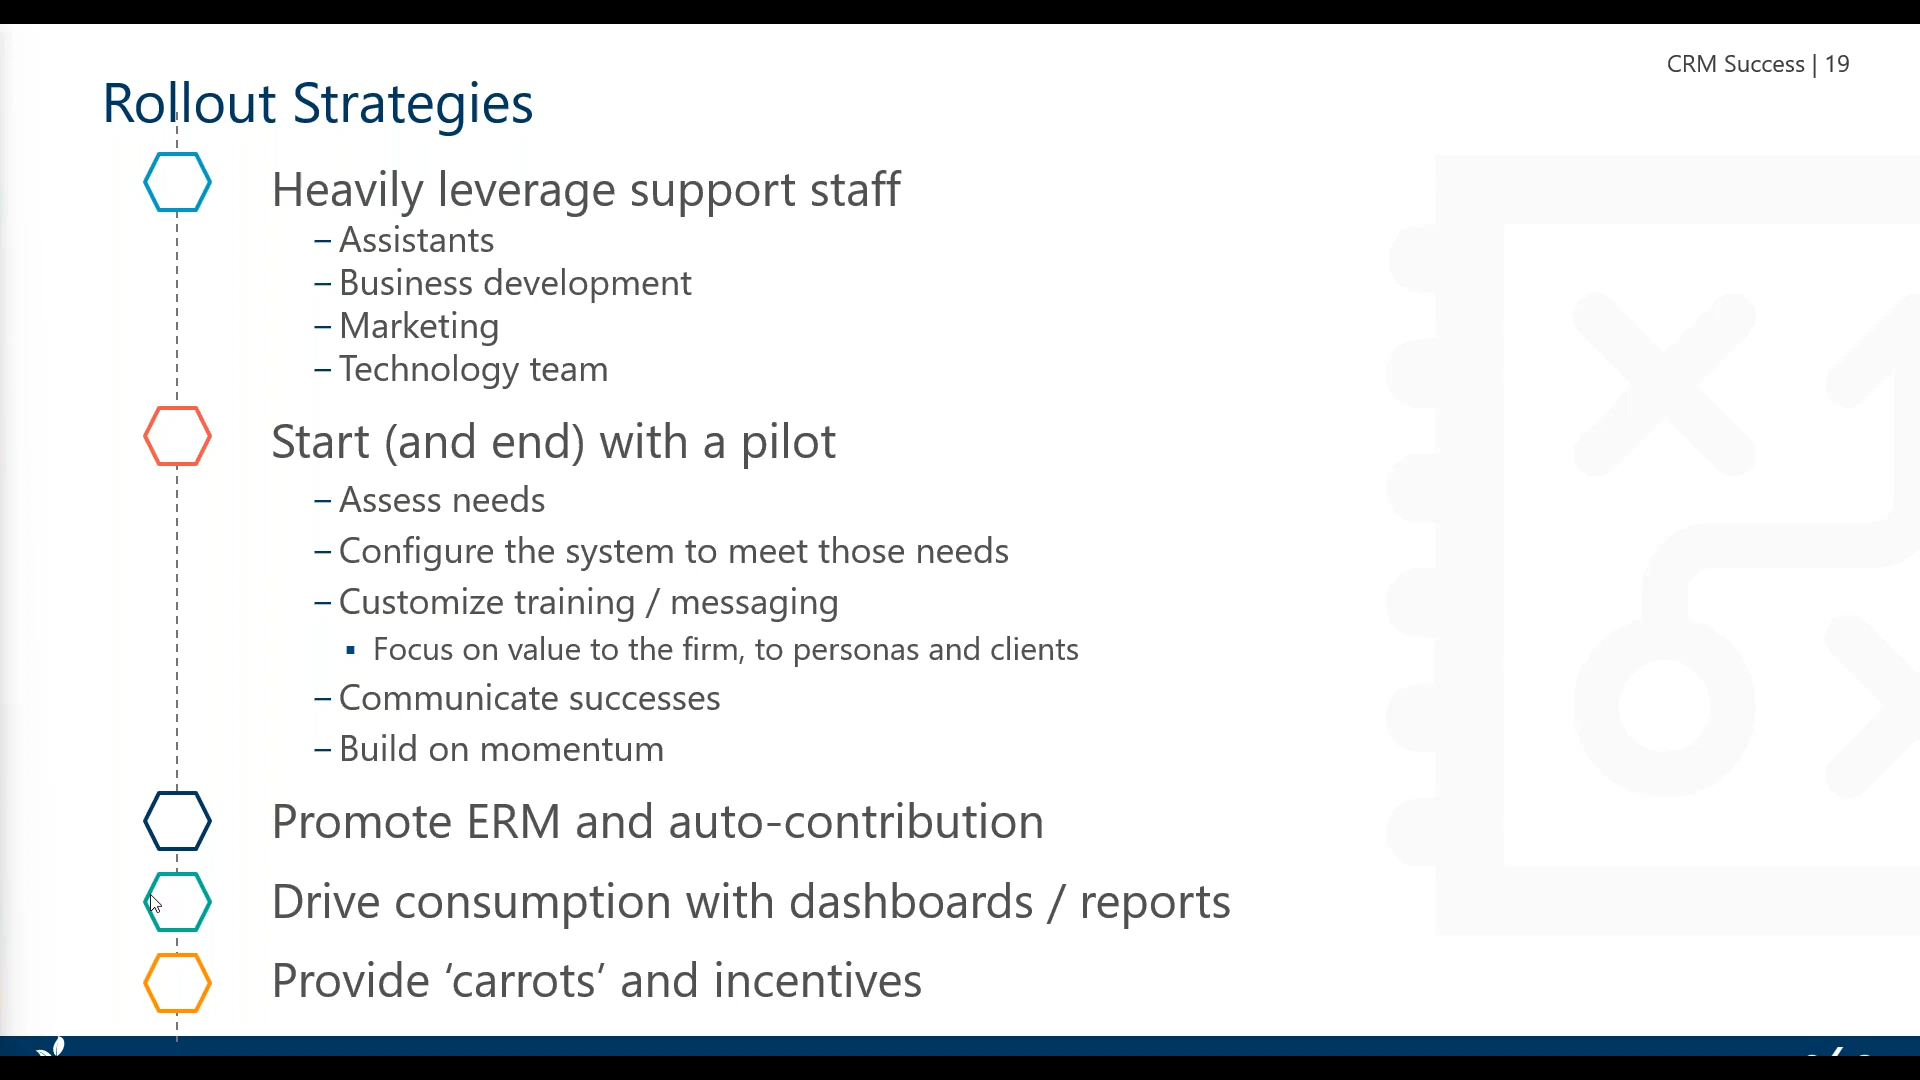 CRM Success | 19
Rollout Strategies
Heavily leverage support staff
– Assistants
– Business development
– Marketing
– Technology team
Start (and end) with a pilot
– Assess needs
– Configure the system to meet those needs
– Customize training / messaging
▪ Focus on value to the firm, to personas and clients
– Communicate successes
– Build on momentum
Promote ERM and auto-contribution
Drive consumption with dashboards / reports
Provide ‘carrots’ and incentives